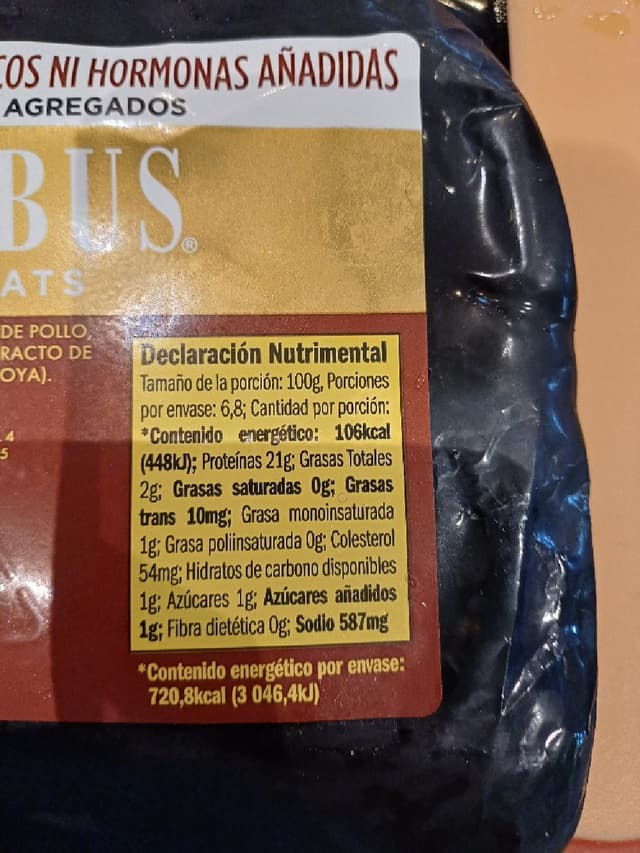 COS NI HORMONAS AÑADIDAS
AGREGADOS
BUS®
ATS
DE POLLO,
RACTO DE
OYA).
4
5
Declaración Nutrimental
Tamaño de la porción: 100g, Porciones
por envase: 6,8; Cantidad por porción:
*Contenido energético: 106kcal
(448kJ); Proteínas 21g; Grasas Totales
2g; Grasas saturadas 0g; Grasas
trans 10mg; Grasa monoinsaturada
1g; Grasa poliinsaturada 0g; Colesterol
54mg; Hidratos de carbono disponibles
1g; Azúcares 1g; Azúcares añadidos
1g; Fibra dietética 0g; Sodio 587mg
*Contenido energético por envase:
720,8kcal (3 046,4kJ)